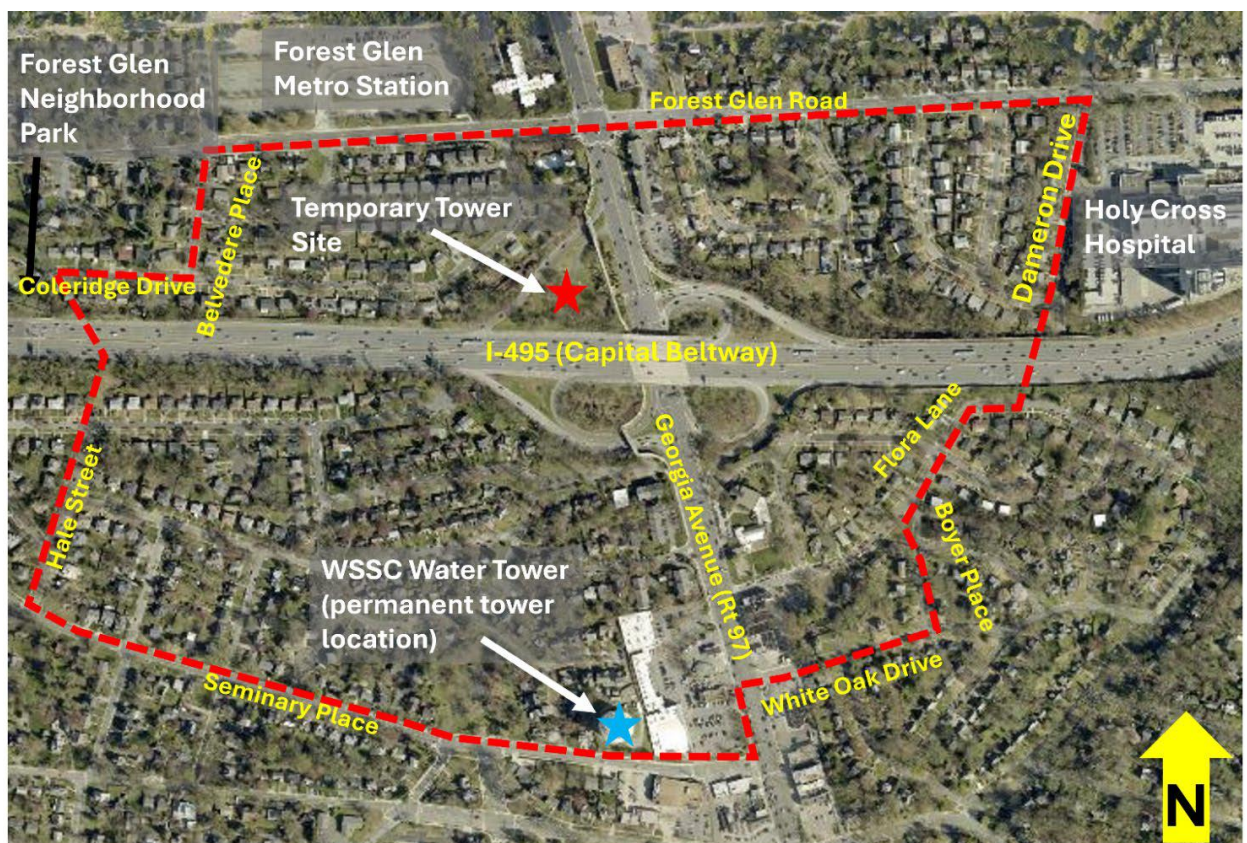 Forest Glen
Neighborhood
Park
Forest Glen
Metro Station
Forest Glen Road
Belvedere Place
Temporary Tower
Site
Dameron Drive
Holy Cross
Hospital
Coleridge Drive
I-495 (Capital Beltway)
Hale Street
Georgia Avenue (Rt 97)
Flora Lane
Boyer Place
WSSC Water Tower
(permanent tower
location)
White Oak Drive
Seminary Place
N